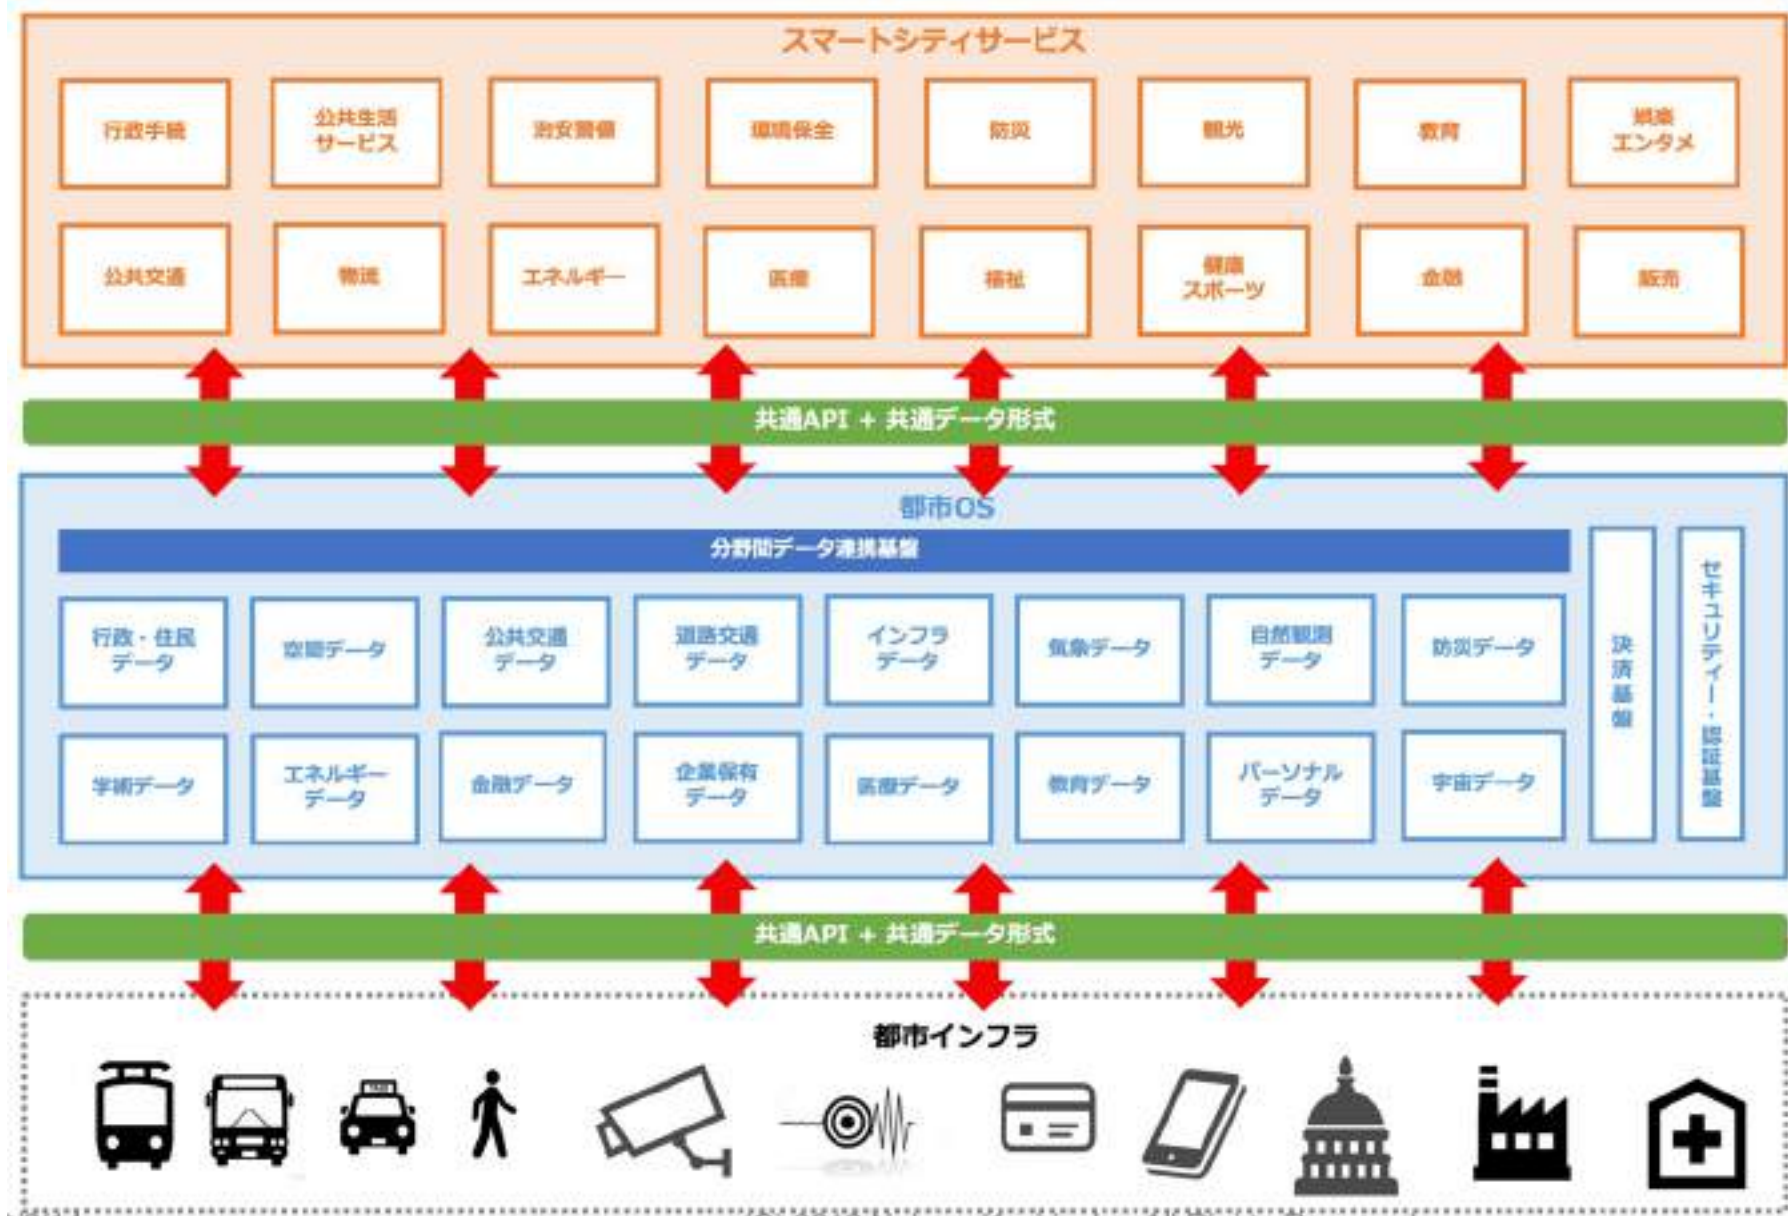 スマートシティサービス
行政手続
公共生活
サービス
治安警備
環境保全
防災
観光
教育
娯楽
エンタメ
公共交通
物流
エネルギー
医療
福祉
健康
スポーツ
金融
販売
共通API + 共通データ形式
都市OS
分野間データ連携基盤
行政・住民
データ
空間データ
公共交通
データ
道路交通
データ
インフラ
データ
気象データ
自然観測
データ
防災データ
学術データ
エネルギー
データ
金融データ
企業保有
データ
医療データ
教育データ
パーソナル
データ
宇宙データ
決済基盤
セキュリティー・認証基盤
共通API + 共通データ形式
都市インフラ